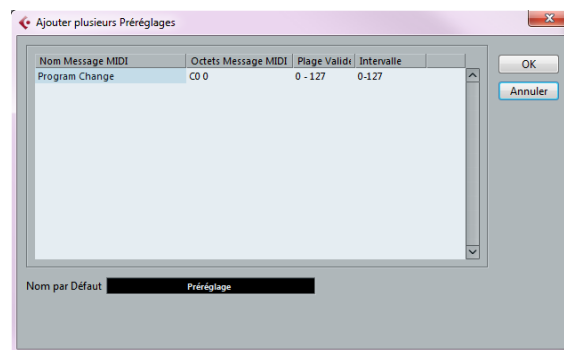 Ajouter plusieurs Préréglages
Nom Message MIDI Octets Message MIDI Plage Valide Intervalle
Program Change C0 0 0 - 127 0-127
OK
Annuler
Nom par Défaut Préréglage